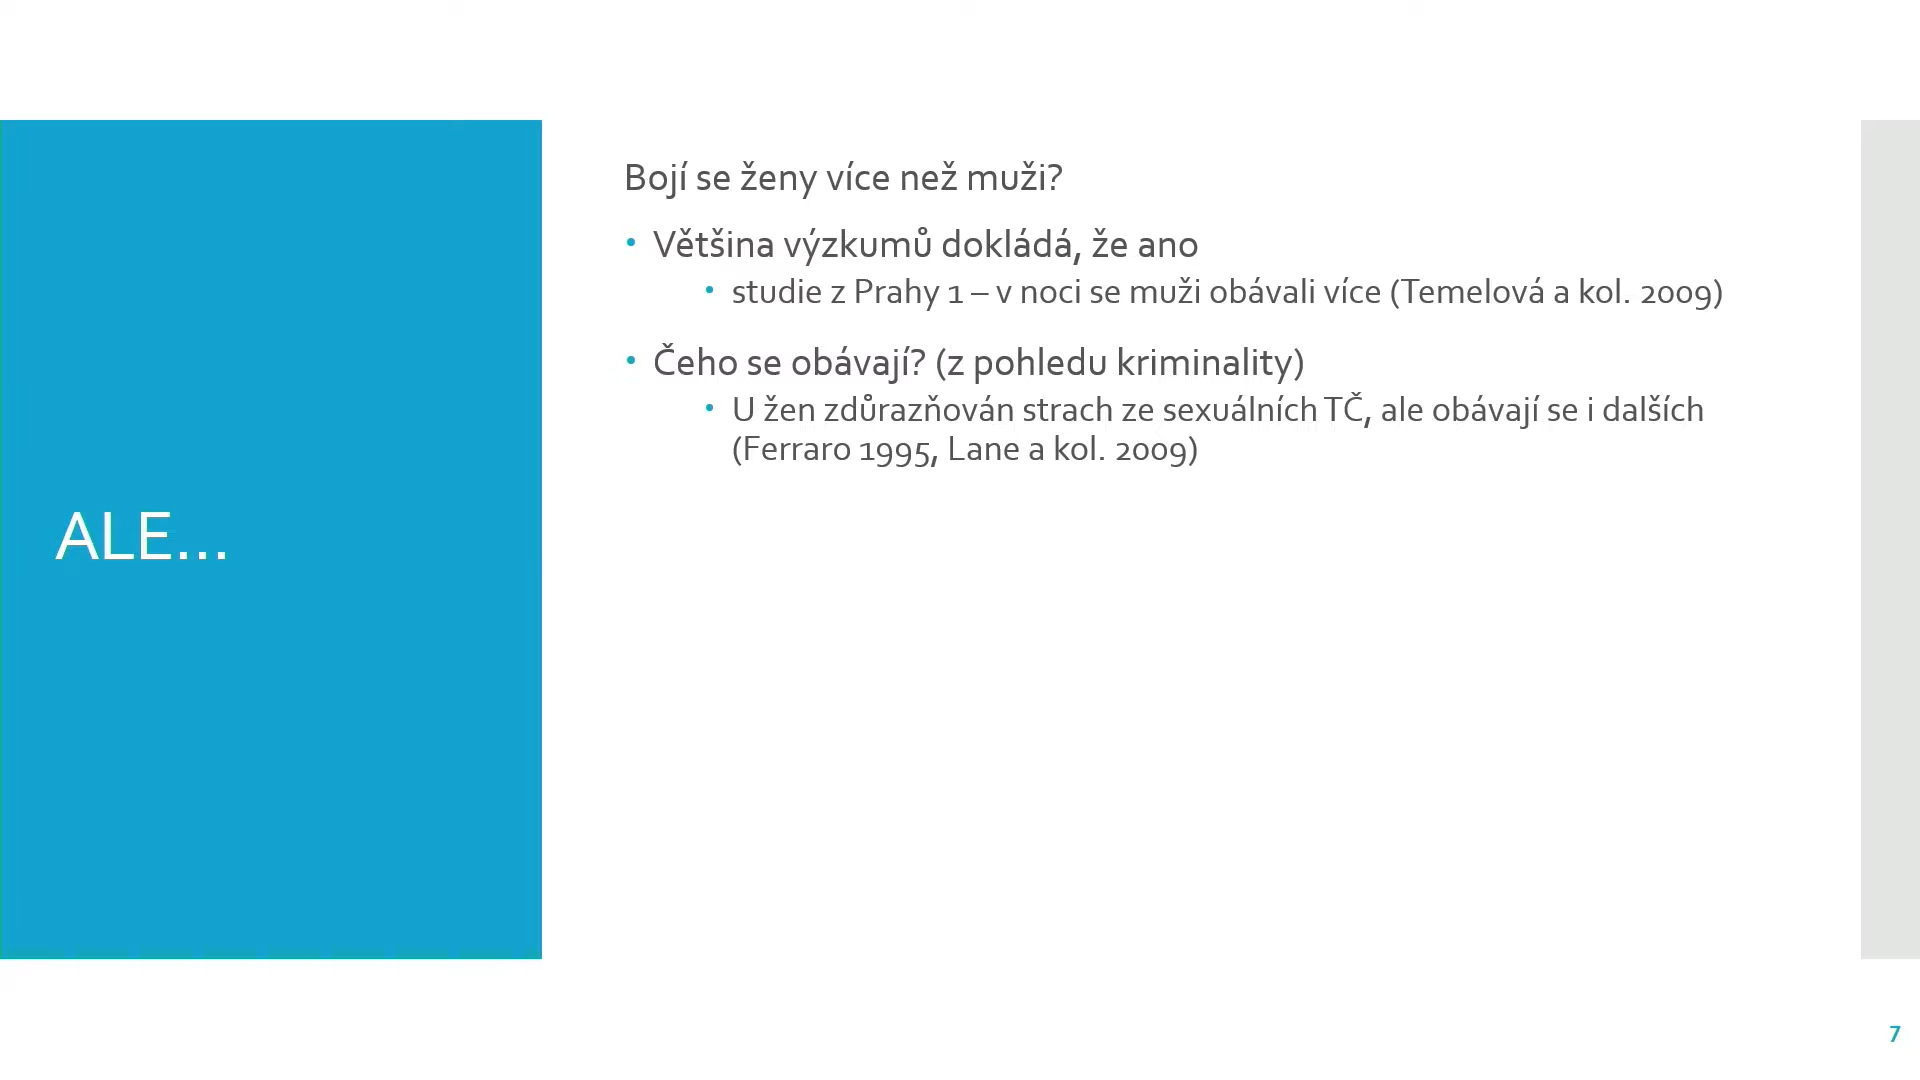 ALE...
Bojí se ženy více než muži?
• Většina výzkumů dokládá, že ano
• studie z Prahy 1 – v noci se muži obávali více (Temelová a kol. 2009)
• Čeho se obávají? (z pohledu kriminality)
• U žen zdůrazňován strach ze sexuálních TČ, ale obávají se i dalších
(Ferraro 1995, Lane a kol. 2009)
7